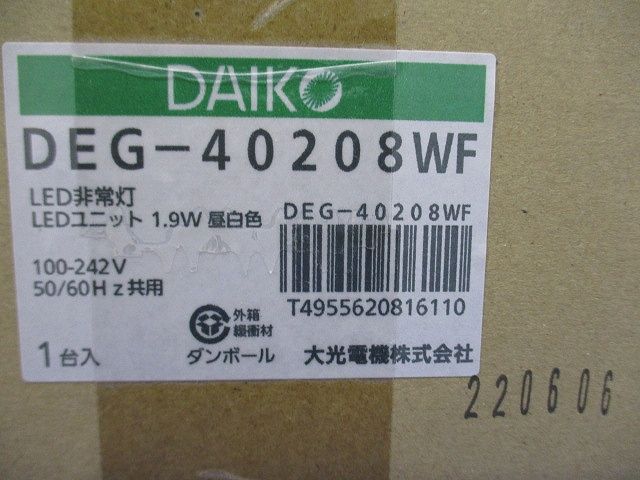 DAIKO
DEG-40208WF
LED非常灯
LEDユニット 1.9W 昼白色
DEG-40208WF
100-242V
50/60Hz共用
T4955620816110
外箱
緩衝材
1台入
ダンボール
大光電機株式会社
220606